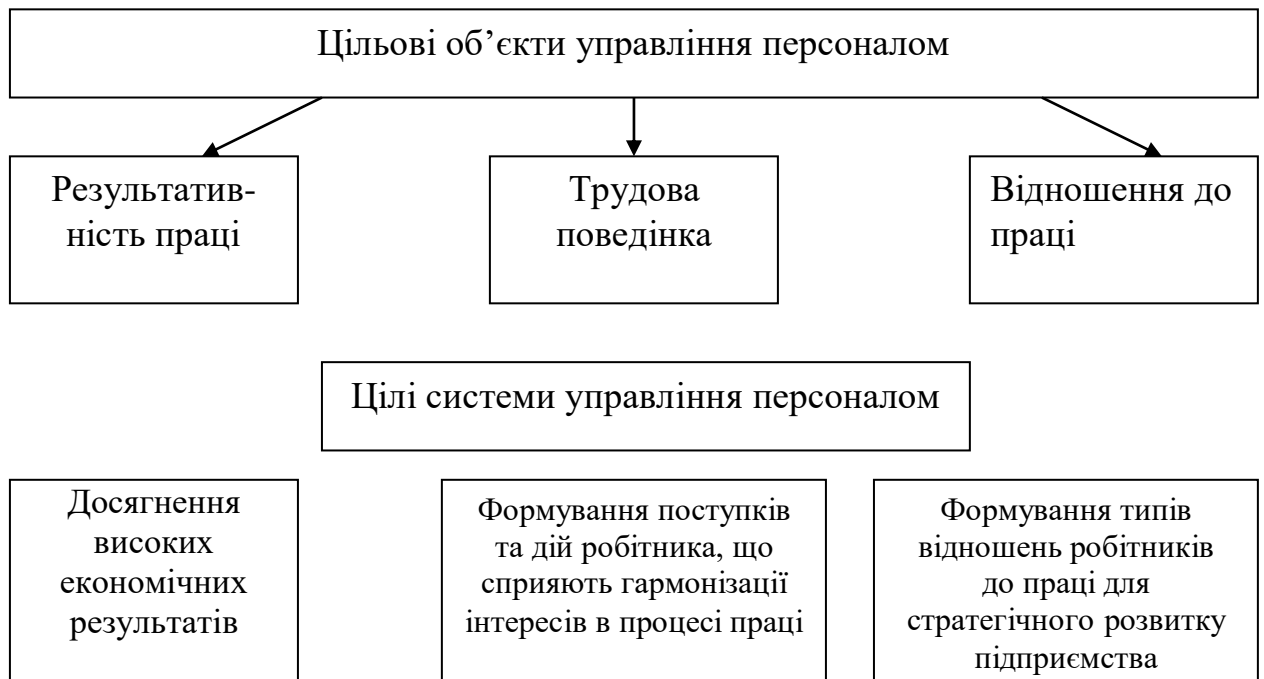 Цільові об’єкти управління персоналом
Результатив-
ність праці
Трудова
поведінка
Відношення до
праці
Цілі системи управління персоналом
Досягнення
високих
економічних
результатів
Формування поступків
та дій робітника, що
сприяють гармонізації
інтересів в процесі праці
Формування типів
відношень робітників
до праці для
стратегічного розвитку
підприємства